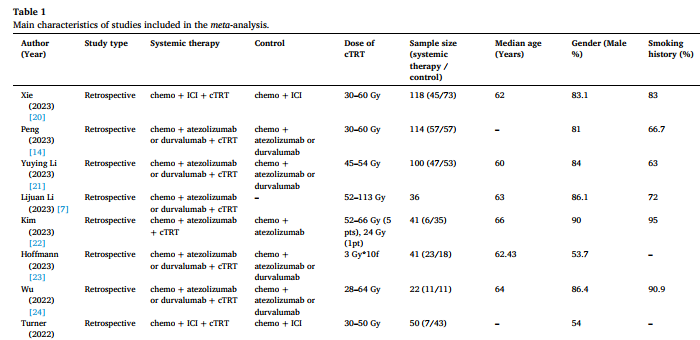 Table 1
Main characteristics of studies included in the meta-analysis.
Author (Year) Study type Systemic therapy Control Dose of cTRT Sample size (systemic therapy / control) Median age (Years) Gender (Male %) Smoking history (%)
Xie (2023) [20] Retrospective chemo + ICI + cTRT chemo + ICI 30–60 Gy 118 (45/73) 62 83.1 83
Peng (2023) [14] Retrospective chemo + atezolizumab or durvalumab + cTRT chemo + atezolizumab or durvalumab 30–60 Gy 114 (57/57) – 81 66.7
Yuying Li (2023) [21] Retrospective chemo + atezolizumab or durvalumab + cTRT chemo + atezolizumab or durvalumab 45–54 Gy 100 (47/53) 60 84 63
Lijuan Li (2023) [7] Retrospective chemo + atezolizumab or durvalumab + cTRT – 52–113 Gy 36 63 86.1 72
Kim (2023) [22] Retrospective chemo + atezolizumab + cTRT chemo + atezolizumab 52–66 Gy (5 pts), 24 Gy (1pt) 41 (6/35) 66 90 95
Hoffmann (2023) [23] Retrospective chemo + atezolizumab or durvalumab + cTRT chemo + atezolizumab or durvalumab 3 Gy*10f 41 (23/18) 62.43 53.7 –
Wu (2022) [24] Retrospective chemo + atezolizumab or durvalumab + cTRT chemo + atezolizumab or durvalumab 28–64 Gy 22 (11/11) 64 86.4 90.9
Turner (2022) Retrospective chemo + ICI + cTRT chemo + ICI 30–50 Gy 50 (7/43) – 54 –